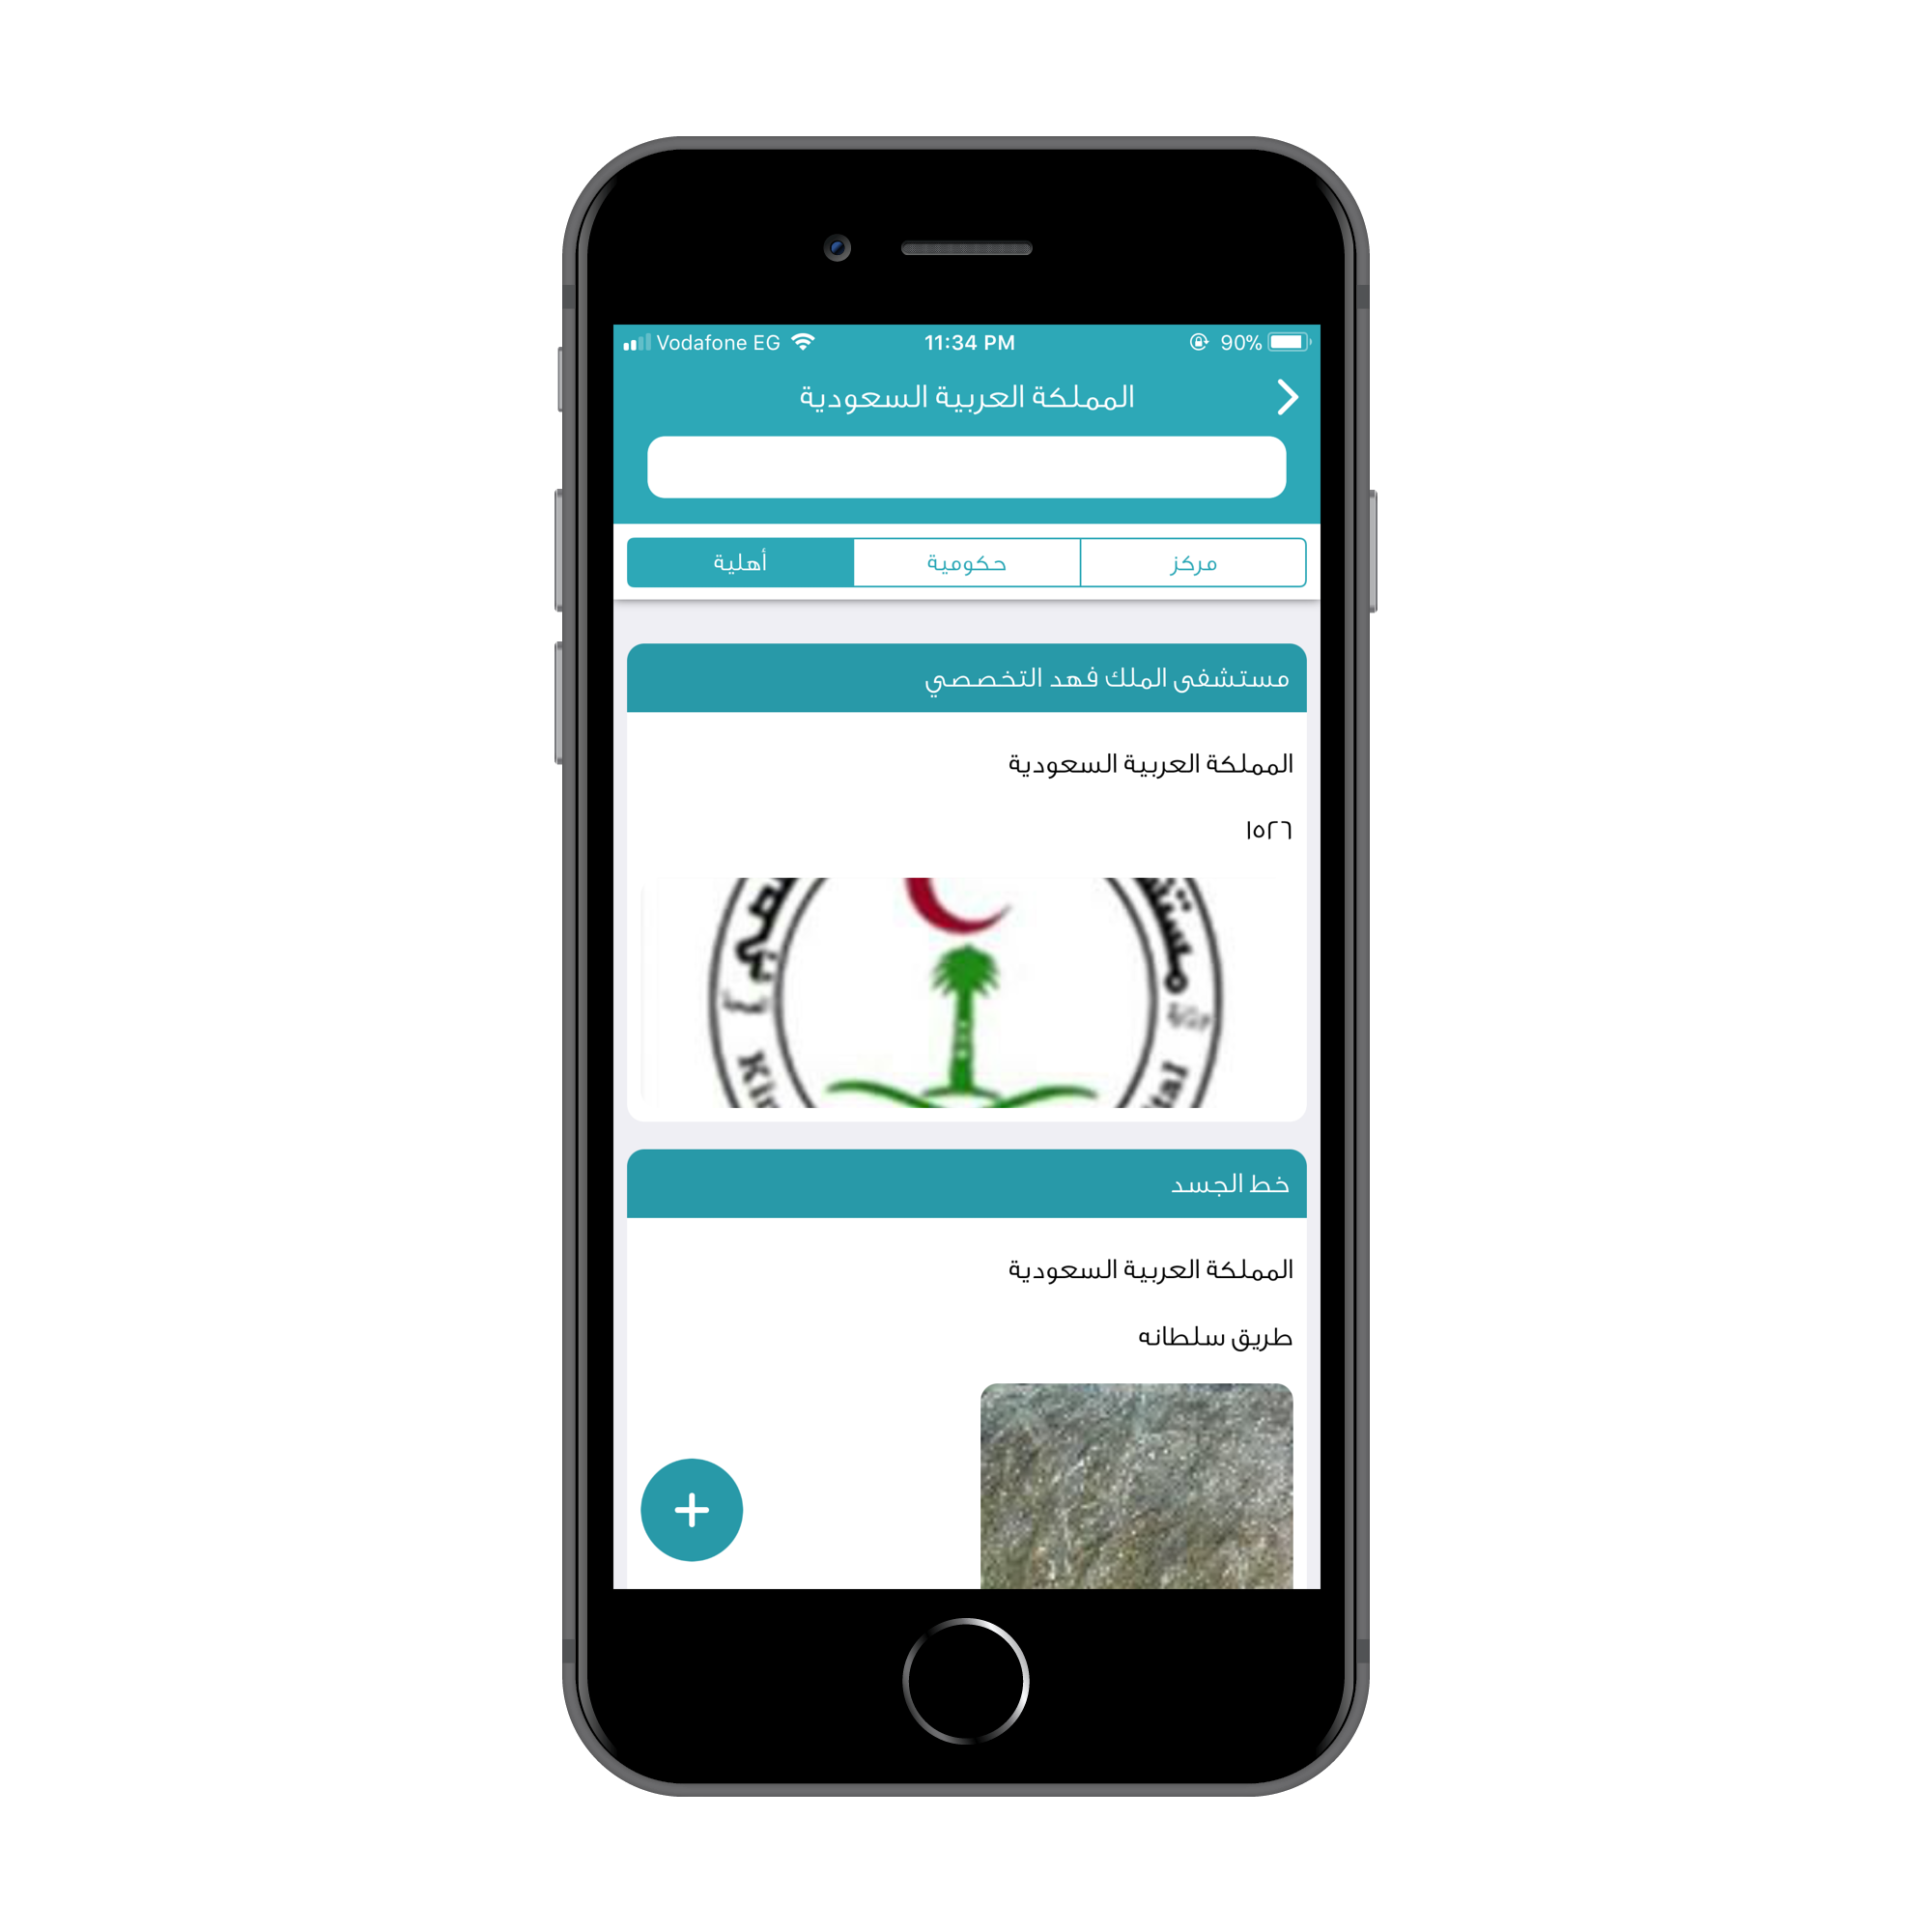 Vodafone EG 11:34 PM 90%
المملكة العربية السعودية
مركز حكومية أهلية
مستشفى الملك فهد التخصصي
المملكة العربية السعودية
١٥٢٦
خط الجسد
المملكة العربية السعودية
طريق سلطانه